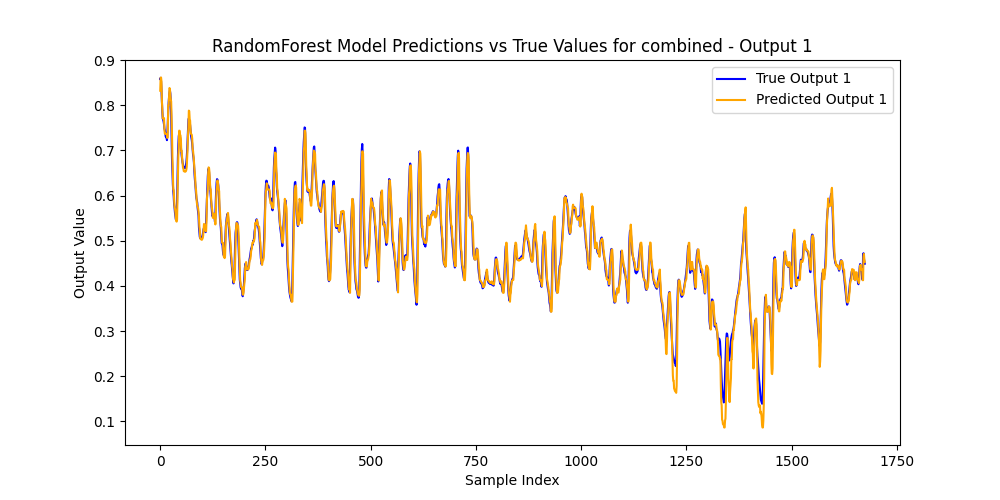 RandomForest Model Predictions vs True Values for combined - Output 1
True Output 1
Predicted Output 1
Output Value
0.9
0.8
0.7
0.6
0.5
0.4
0.3
0.2
0.1
0 250 500 750 1000 1250 1500 1750
Sample Index